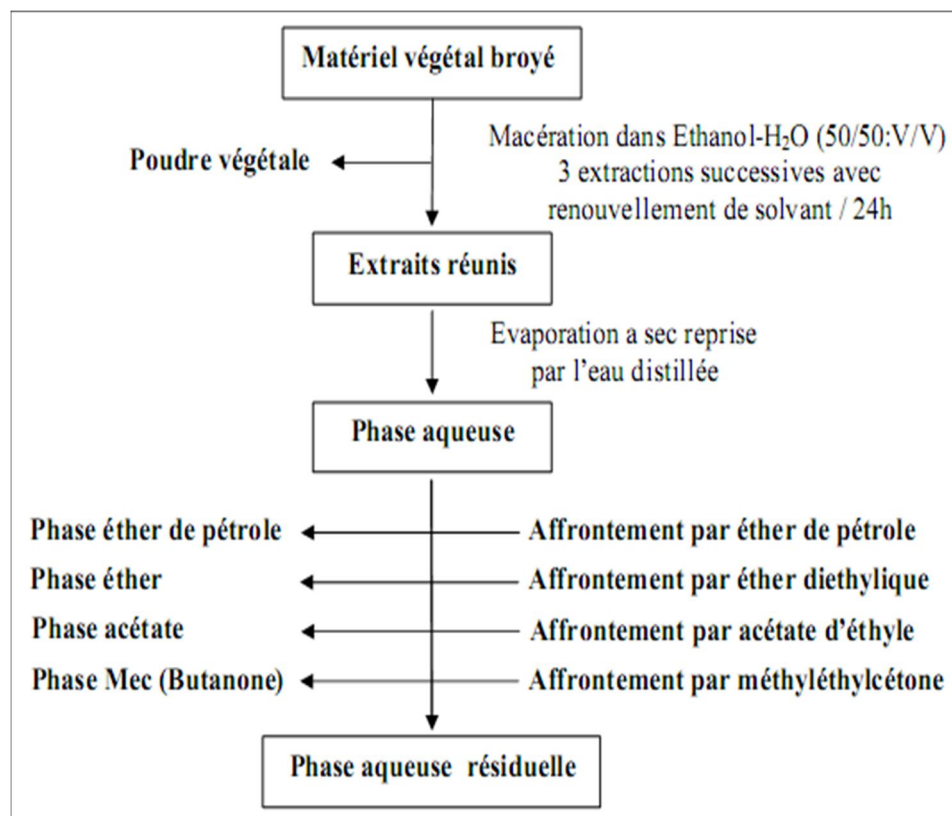 Matériel végétal broyé
Macération dans Ethanol-H₂O (50/50:V/V)
Poudre végétale
3 extractions successives avec
renouvellement de solvant / 24h
Extraits réunis
Evaporation a sec reprise
par l'eau distillée
Phase aqueuse
Phase éther de pétrole
Affrontement par éther de pétrole
Phase éther
Affrontement par éther diethylique
Phase acétate
Affrontement par acétate d'éthyle
Phase Mec (Butanone)
Affrontement par méthyléthylcétone
Phase aqueuse résiduelle